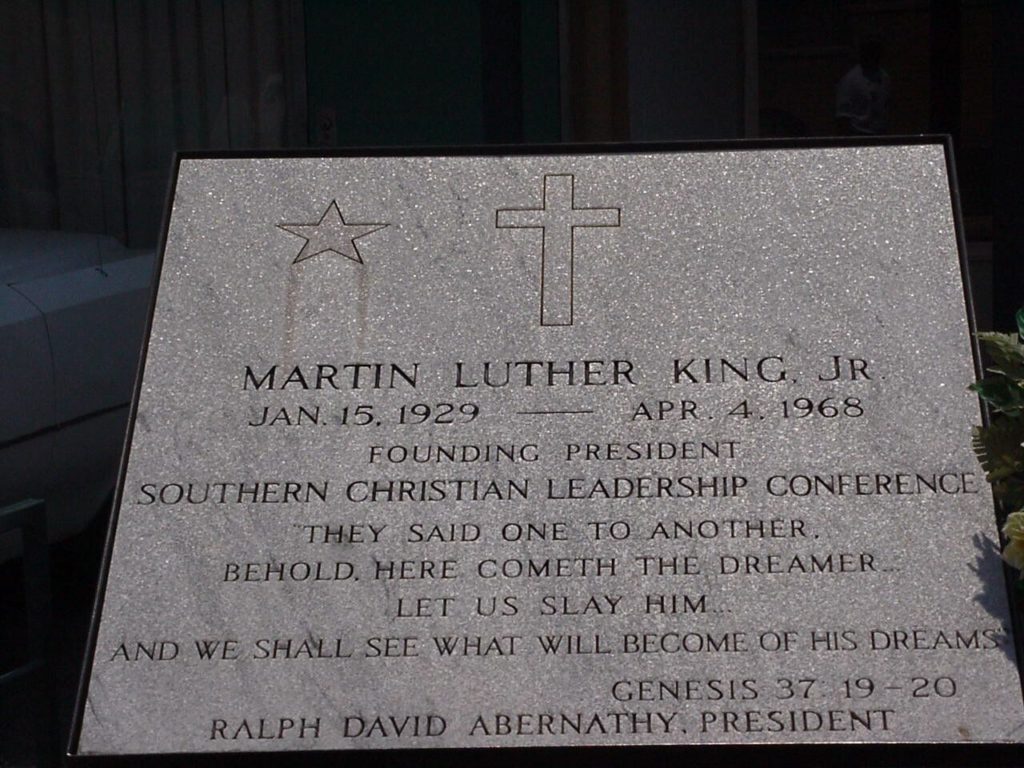 MARTIN LUTHER KING, JR.
JAN. 15, 1929 — APR. 4, 1968
FOUNDING PRESIDENT
SOUTHERN CHRISTIAN LEADERSHIP CONFERENCE
"THEY SAID ONE TO ANOTHER,
BEHOLD, HERE COMETH THE DREAMER...
LET US SLAY HIM...
AND WE SHALL SEE WHAT WILL BECOME OF HIS DREAMS"
GENESIS 37: 19-20
RALPH DAVID ABERNATHY, PRESIDENT